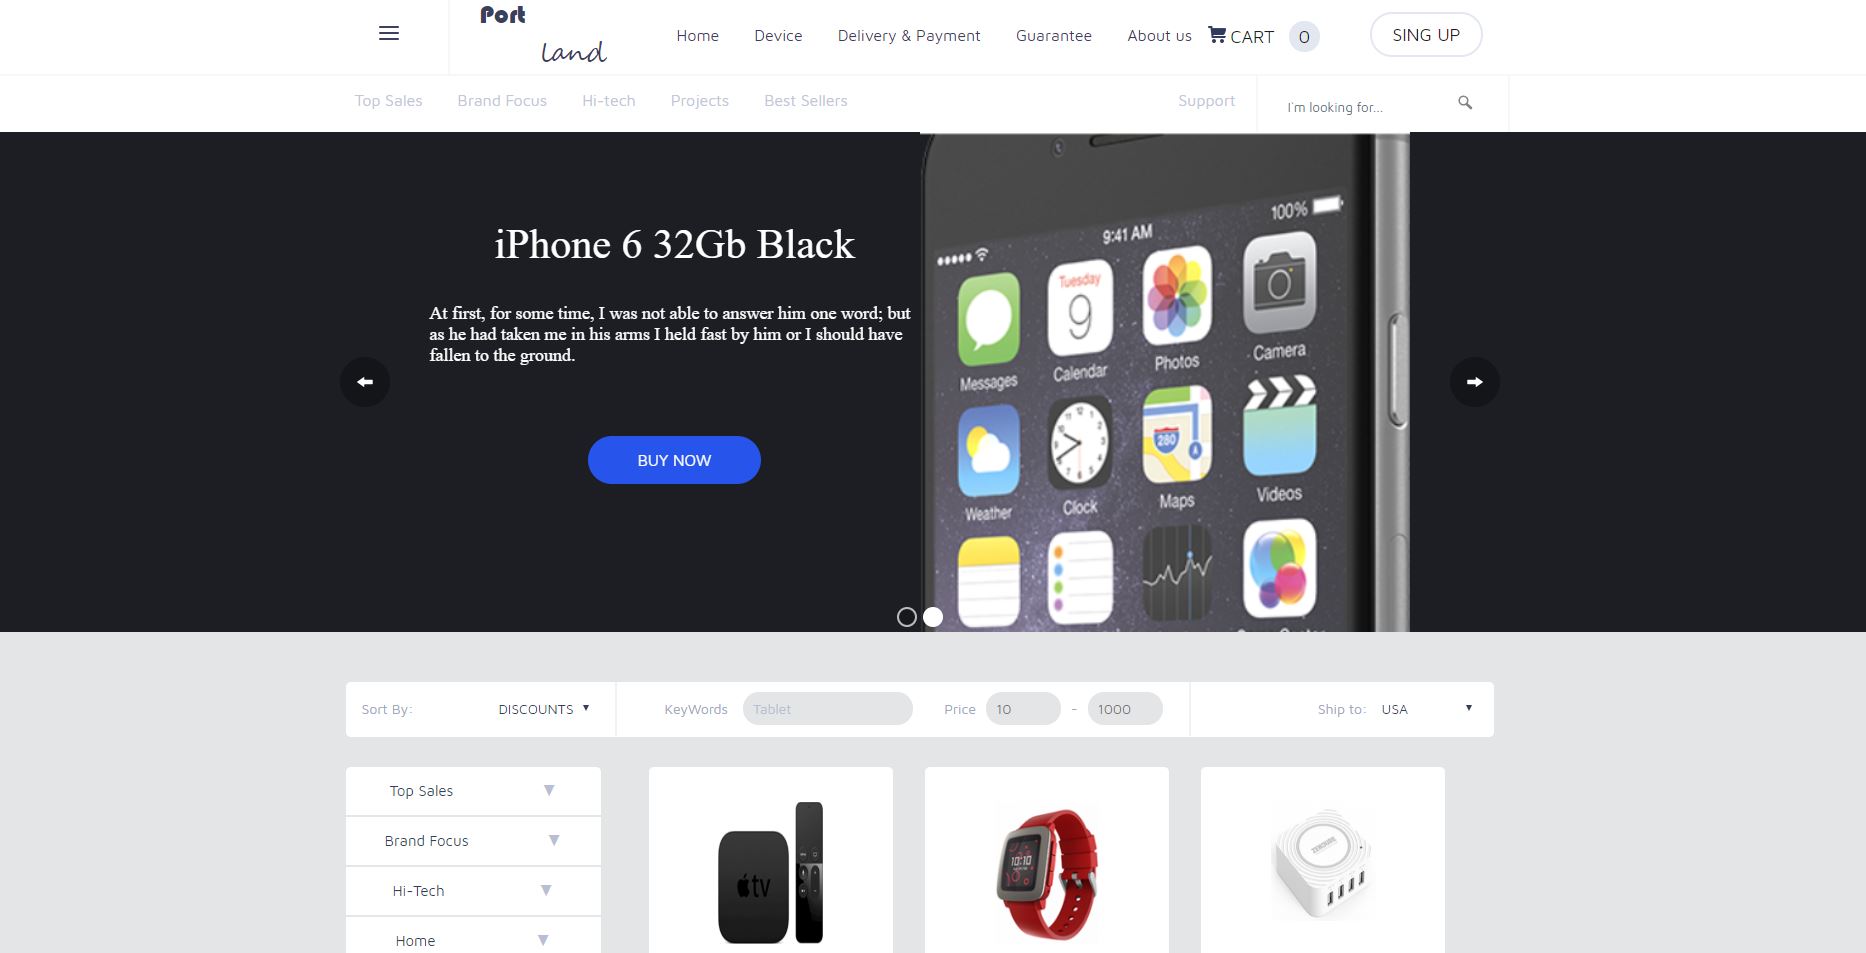 Port
land
Home Device Delivery & Payment Guarantee About us CART 0 SING UP
Top Sales Brand Focus Hi-tech Projects Best Sellers Support I'm looking for...
iPhone 6 32Gb Black
At first, for some time, I was not able to answer him one word; but
as he had taken me in his arms I held fast by him or I should have
fallen to the ground.
BUY NOW
100%
9:41 AM
Tuesday
9
Messages Calendar Photos Camera
280
Weather Clock Maps Videos
Sort By: DISCOUNTS KeyWords Tablet Price 10 - 1000 Ship to: USA
Top Sales
Brand Focus
Hi-Tech
Home
tv
10:10